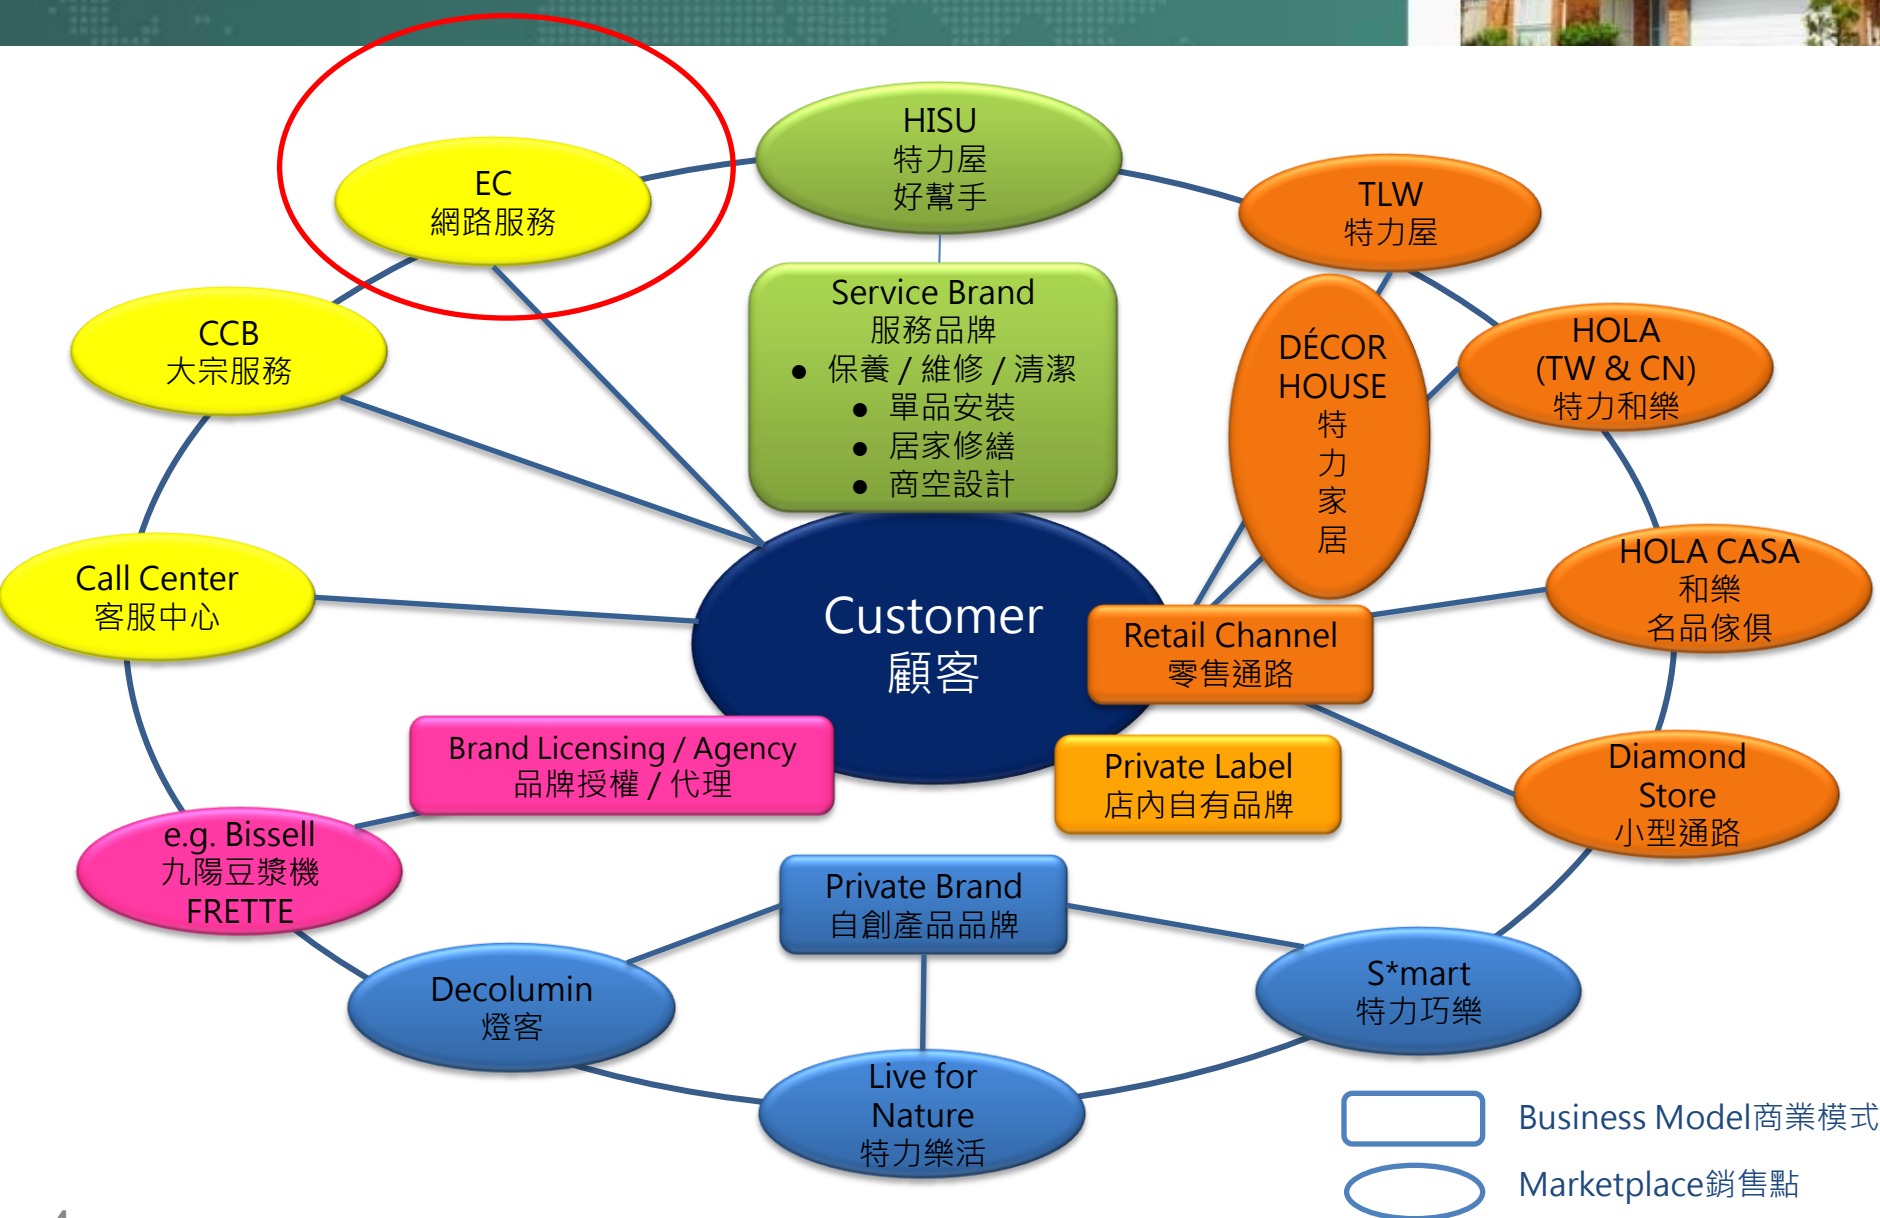 HISU
特力屋
好幫手
EC
網路服務
TLW
特力屋
Service Brand
服務品牌
● 保養 / 維修 / 清潔
● 單品安裝
● 居家修繕
● 商空設計
CCB
大宗服務
DÉCOR
HOUSE
特
力
家
居
HOLA
(TW & CN)
特力和樂
Call Center
客服中心
HOLA CASA
和樂
名品傢俱
Customer
顧客
Retail Channel
零售通路
Brand Licensing / Agency
品牌授權 / 代理
Private Label
店內自有品牌
Diamond
Store
小型通路
e.g. Bissell
九陽豆漿機
FRETTE
Private Brand
自創產品品牌
Decolumin
燈客
S*mart
特力巧樂
Live for
Nature
特力樂活
Business Model商業模式
Marketplace銷售點